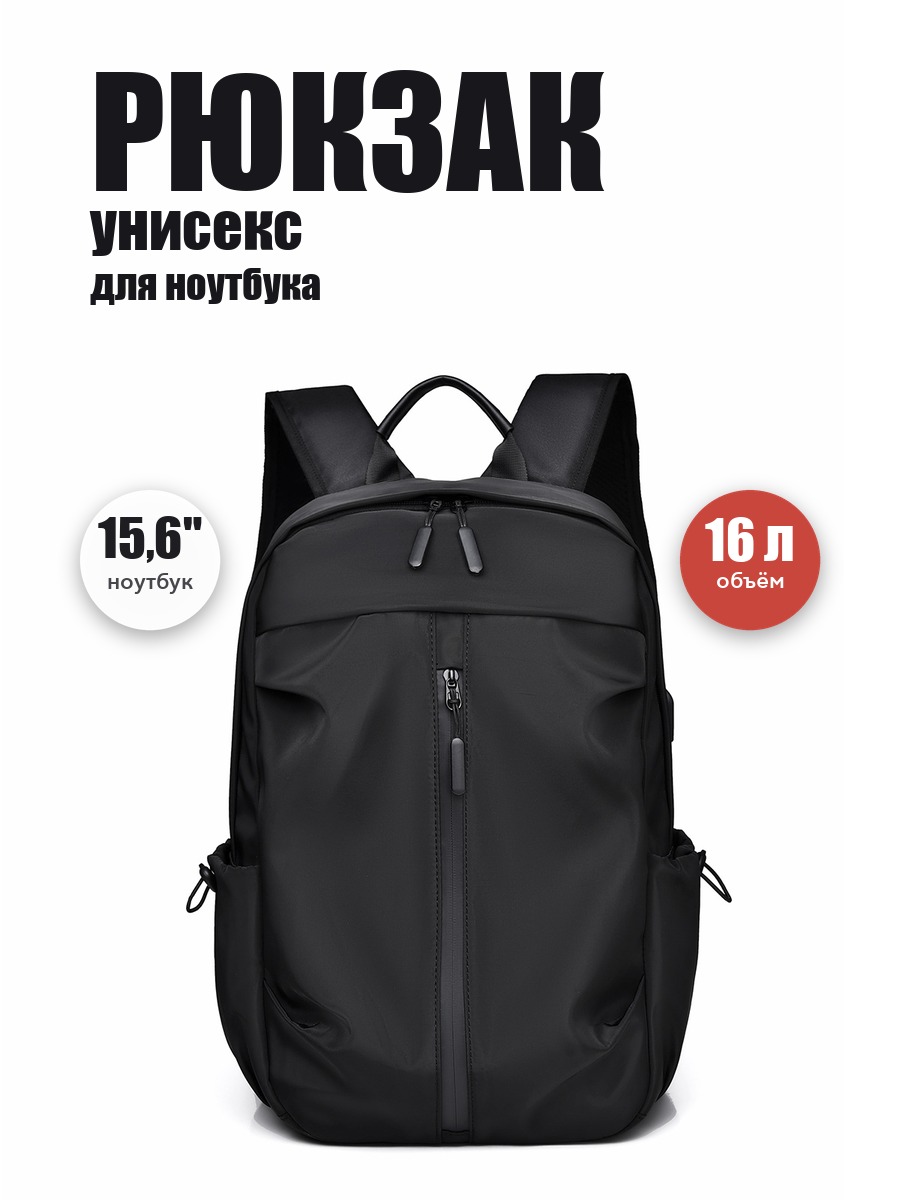 РЮКЗАК
унисекс
для ноутбука
15,6"
ноутбук
16 л
объём